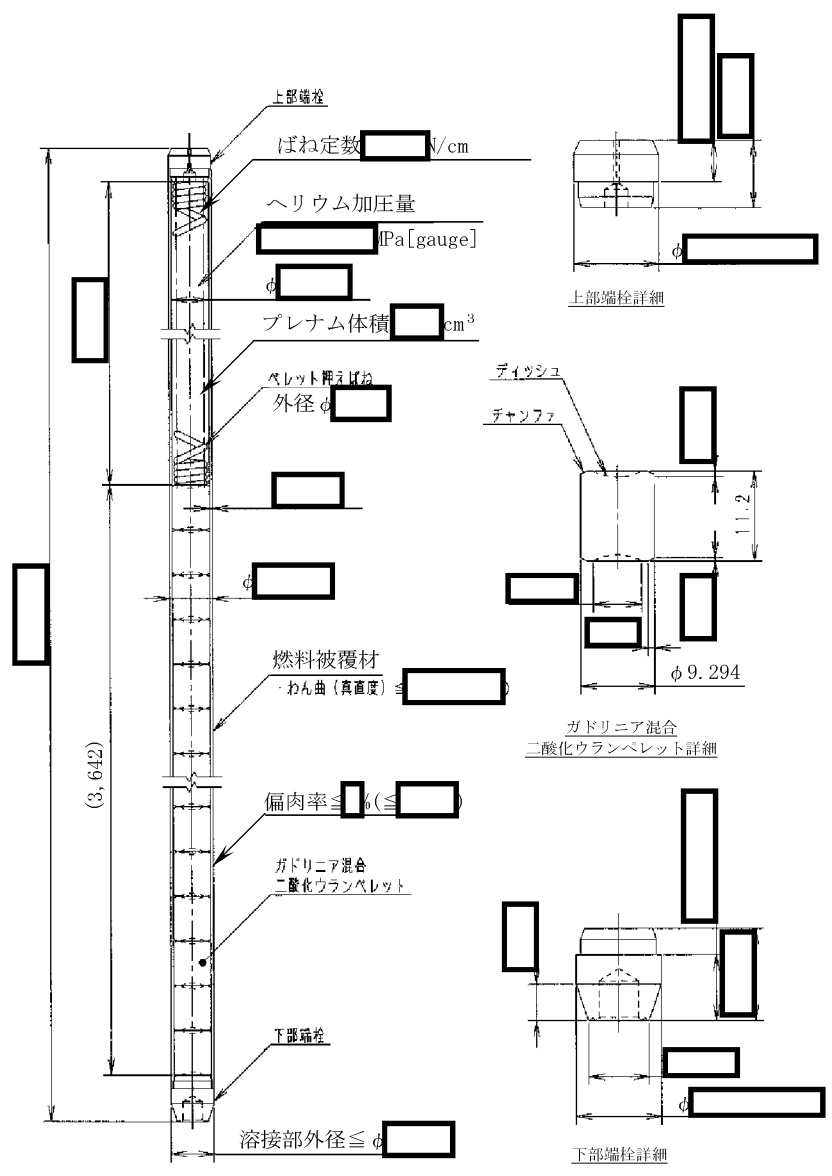 上部端栓
ばね定数 N/cm
ヘリウム加圧量
MPa[gauge]
φ
プレナム体積 cm³
ペレット押えばね
外径 φ
φ
燃料被覆材
・わん曲 (真直度) ≦ )
(3,642)
偏肉率≦ %(≦ )
ガドリニア混合
二酸化ウランペレット
下部端栓
溶接部外径≦ φ
φ
上部端栓詳細
ディッシュ
チャンファ
11.2
φ9.294
ガドリニア混合
二酸化ウランペレット詳細
φ
下部端栓詳細